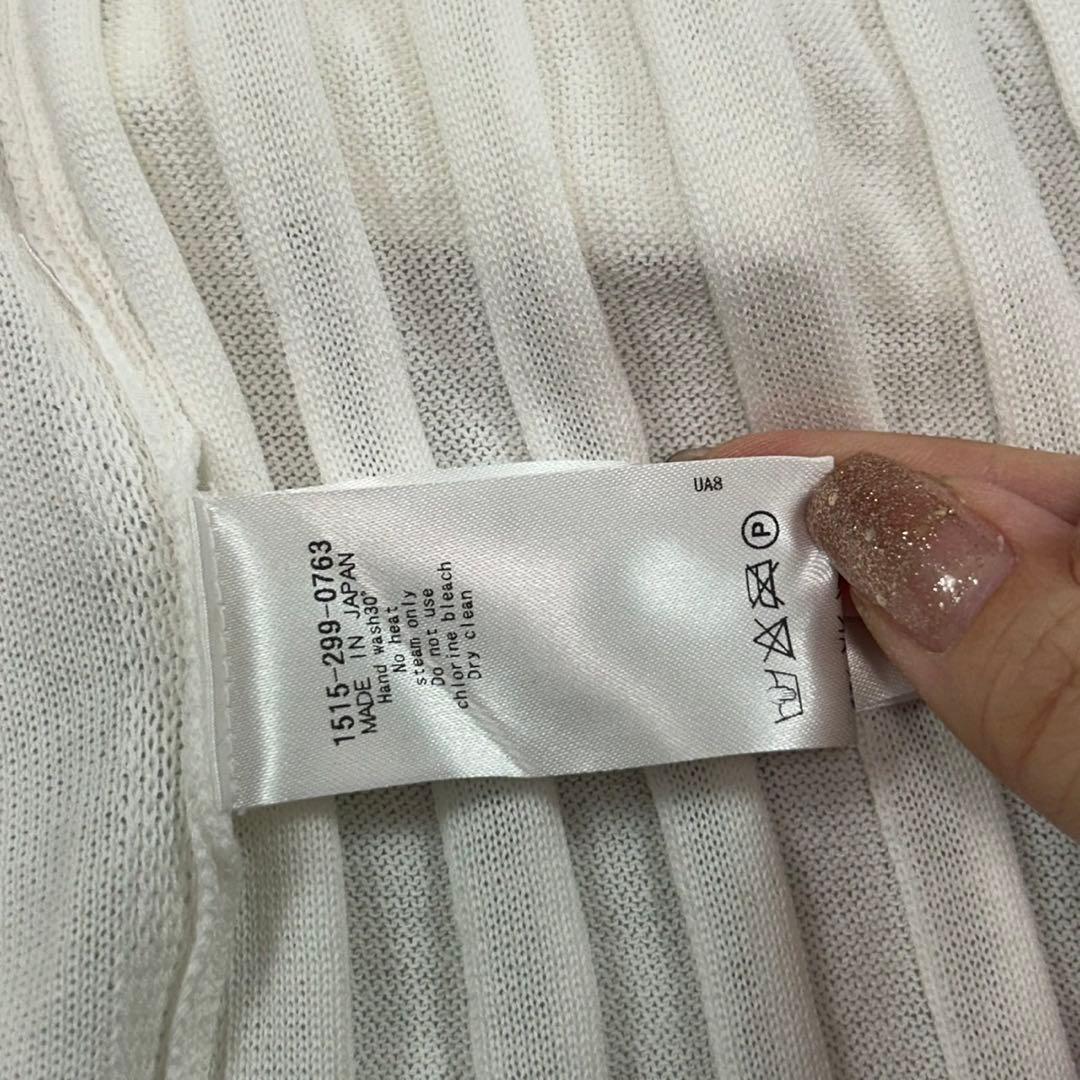 1515-299-0763
MADE IN JAPAN
Hand wash30°
No heat
steam only
Do not use
chlorine bleach
Dry clean
UA8
P